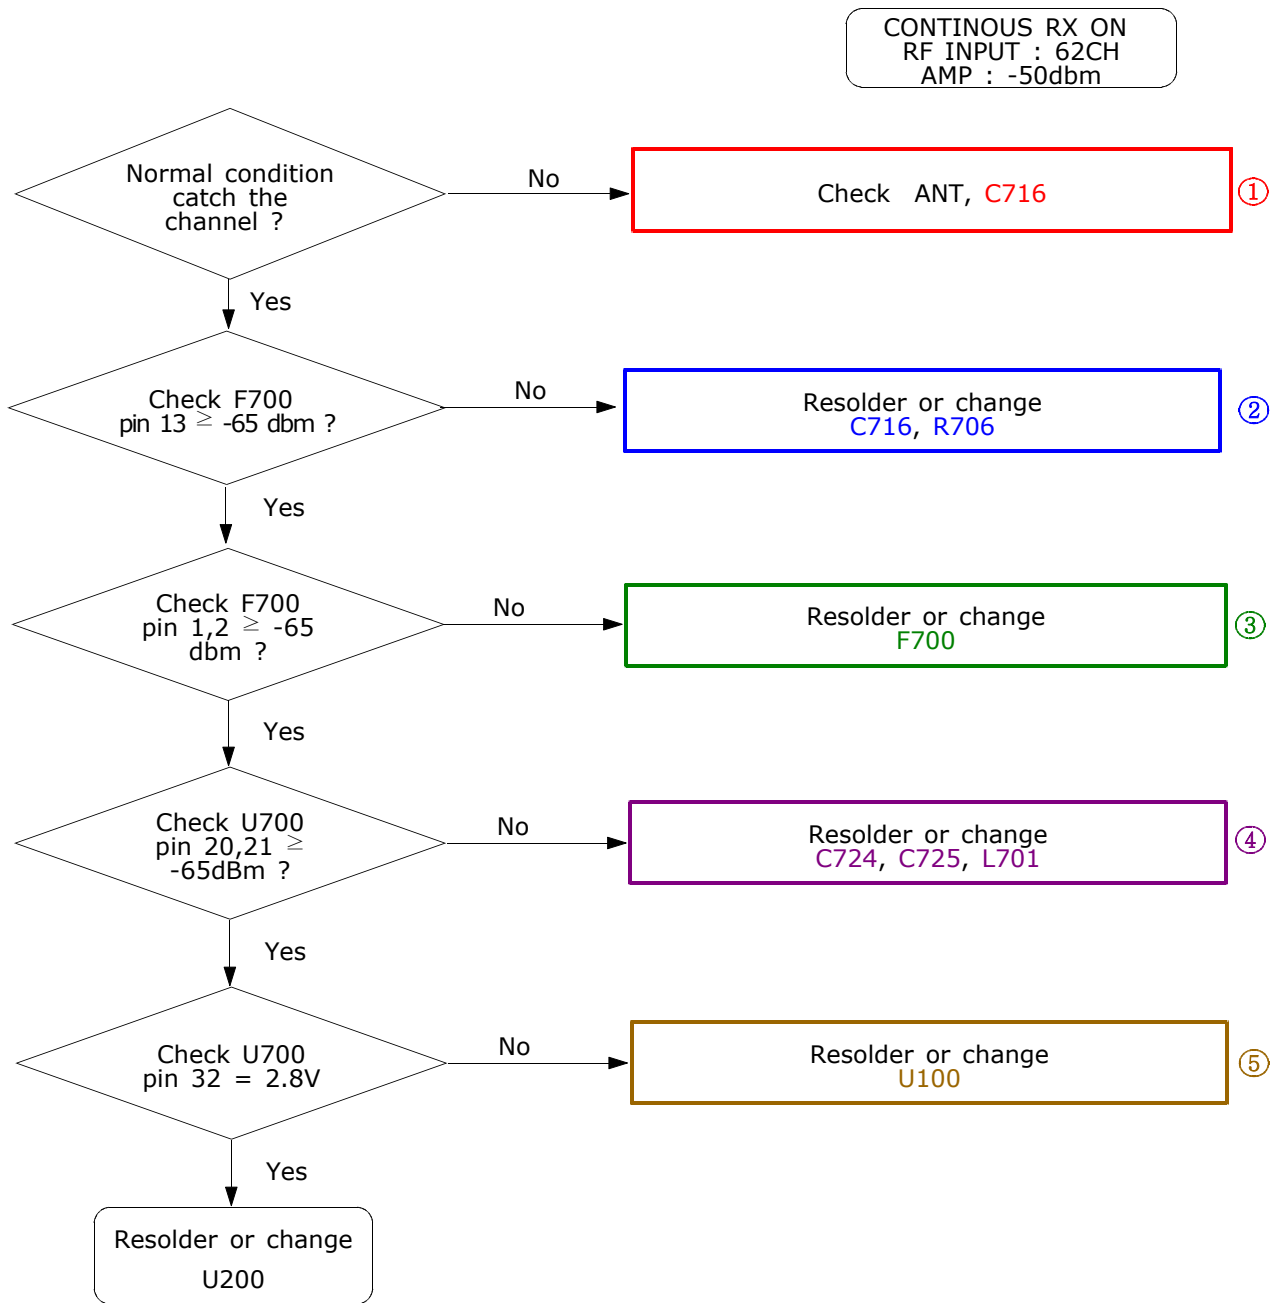 CONTINOUS RX ON
RF INPUT : 62CH
AMP : -50dbm
Normal condition
catch the
channel ?
No
Check ANT, C716
①
Yes
Check F700
pin 13 ≥ -65 dbm ?
No
Resolder or change
C716, R706
②
Yes
Check F700
pin 1,2 ≥ -65
dbm ?
No
Resolder or change
F700
③
Yes
Check U700
pin 20,21 ≥
-65dBm ?
No
Resolder or change
C724, C725, L701
④
Yes
Check U700
pin 32 = 2.8V
No
Resolder or change
U100
⑤
Yes
Resolder or change
U200